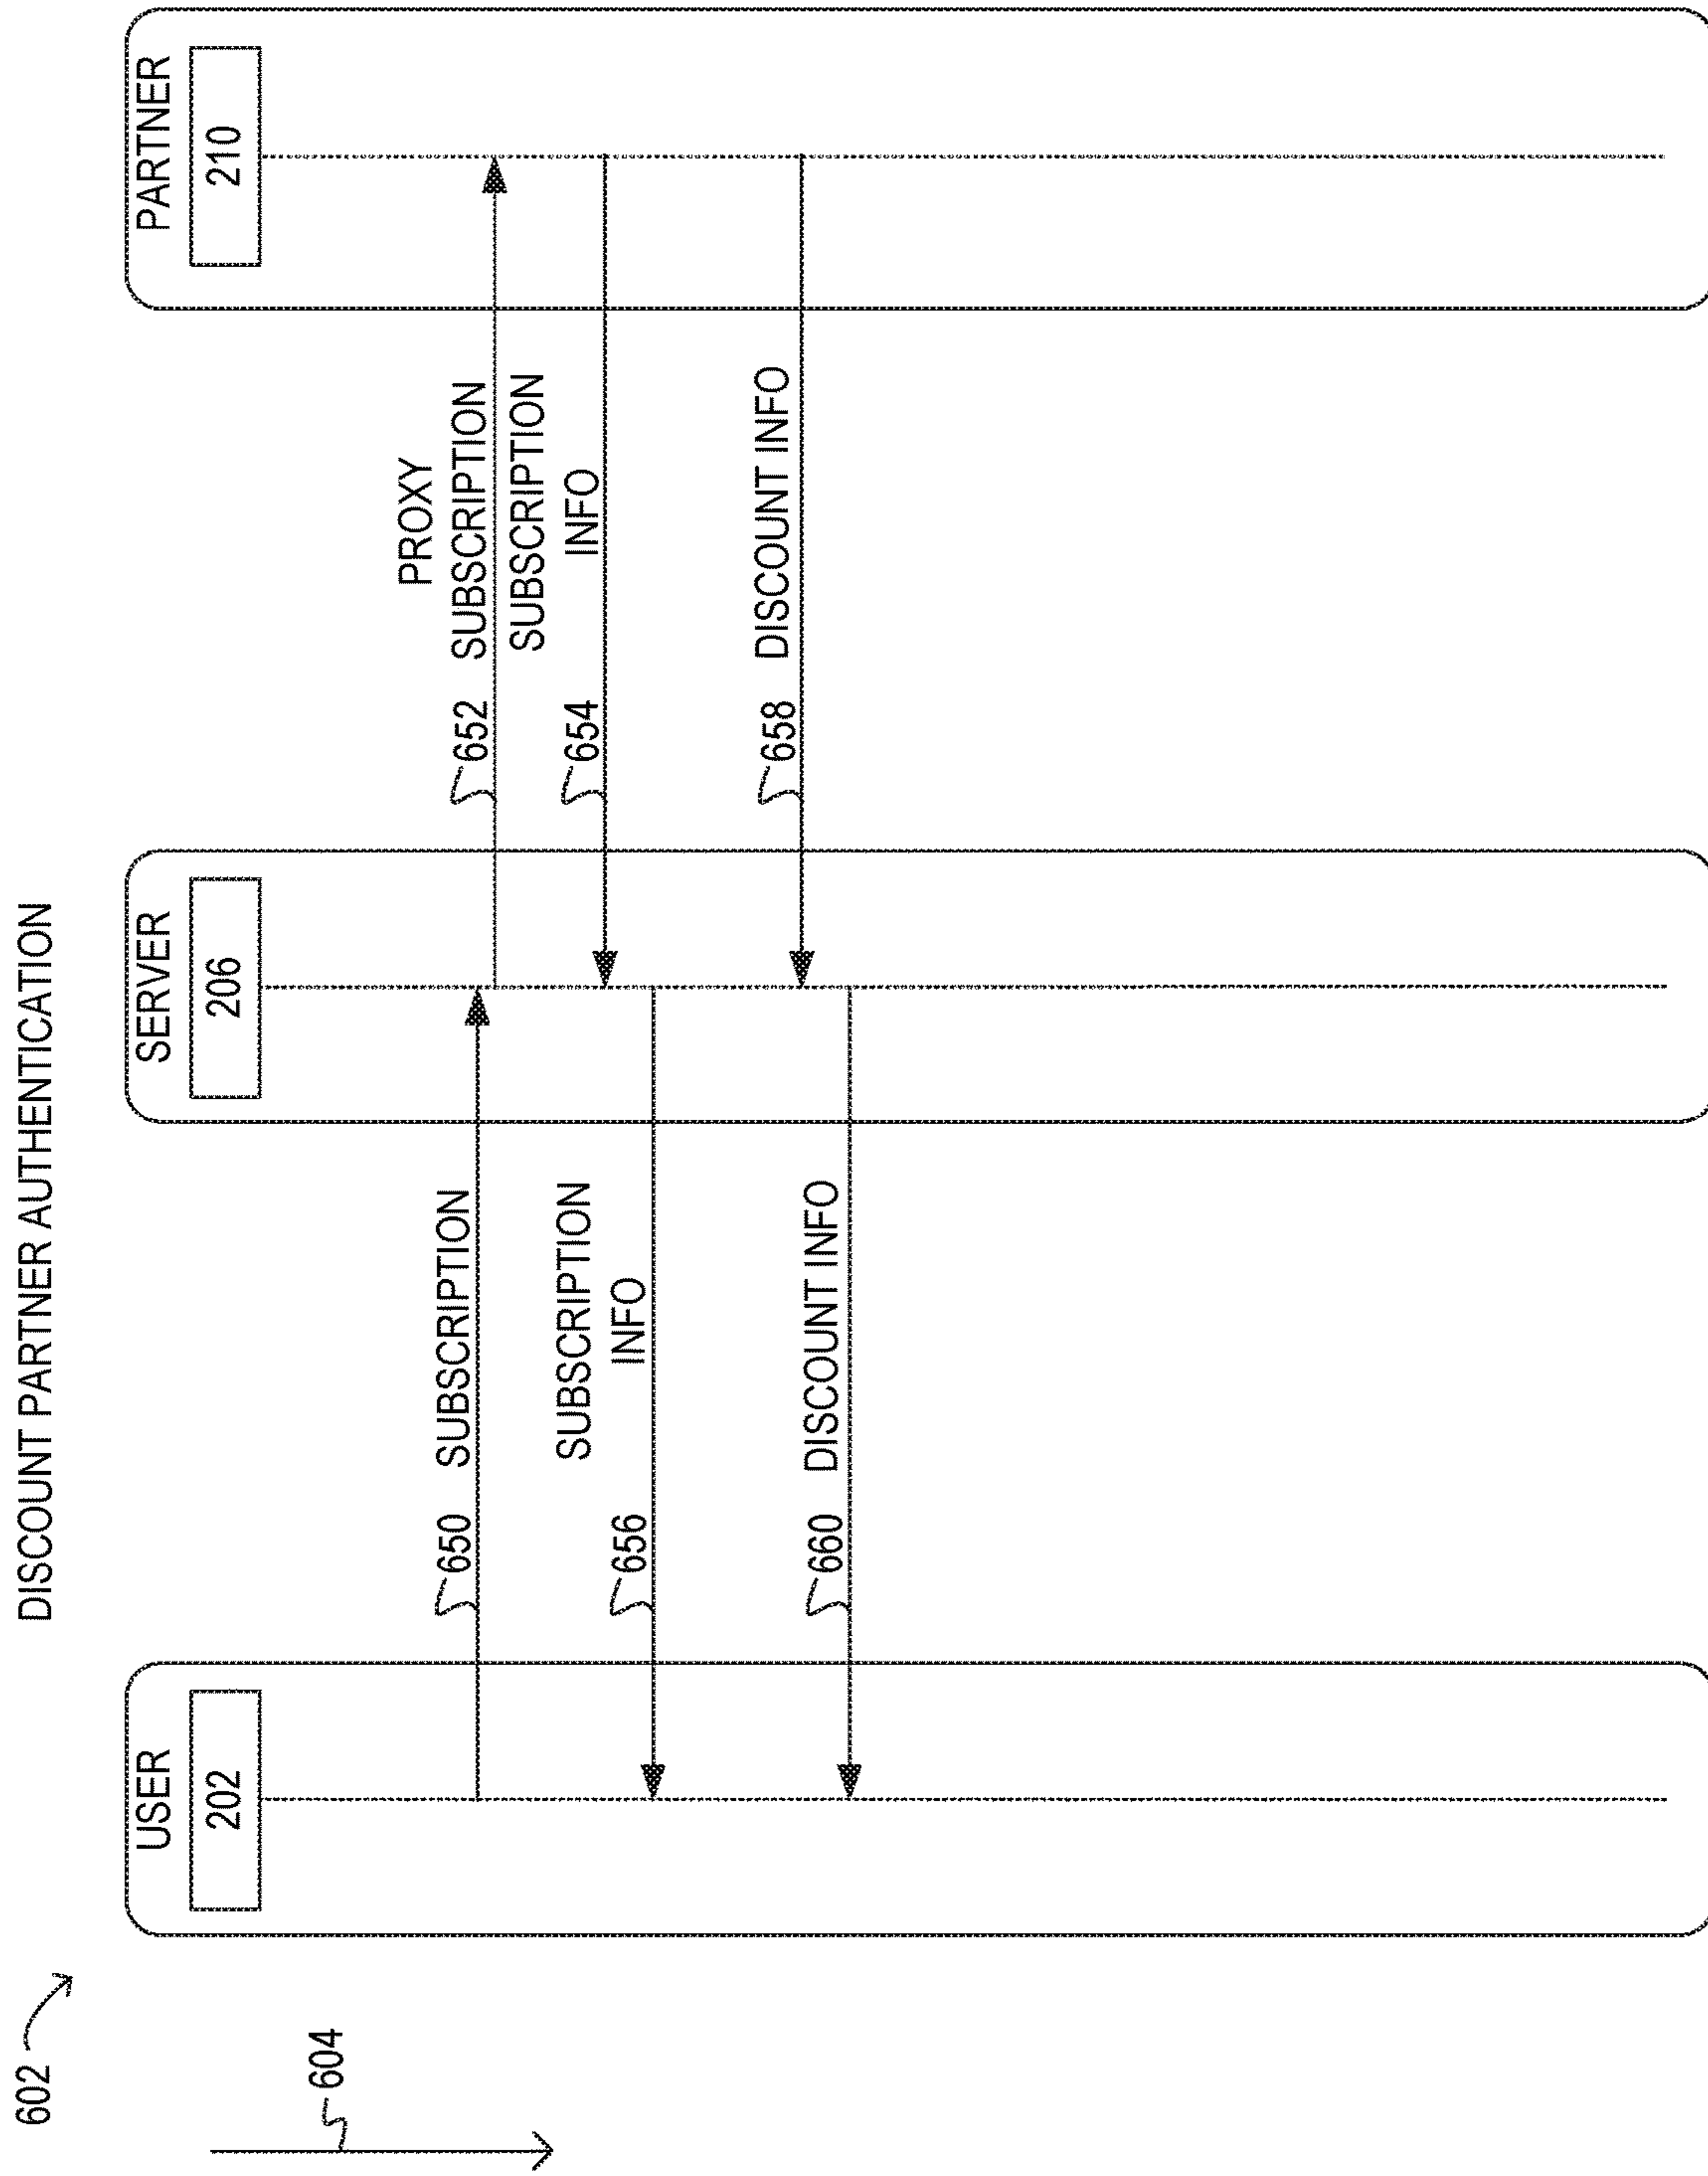 602
DISCOUNT PARTNER AUTHENTICATION
604
USER
202
SERVER
206
PARTNER
210
650 SUBSCRIPTION
PROXY
652 SUBSCRIPTION
SUBSCRIPTION
654 INFO
SUBSCRIPTION
656 INFO
658 DISCOUNT INFO
660 DISCOUNT INFO